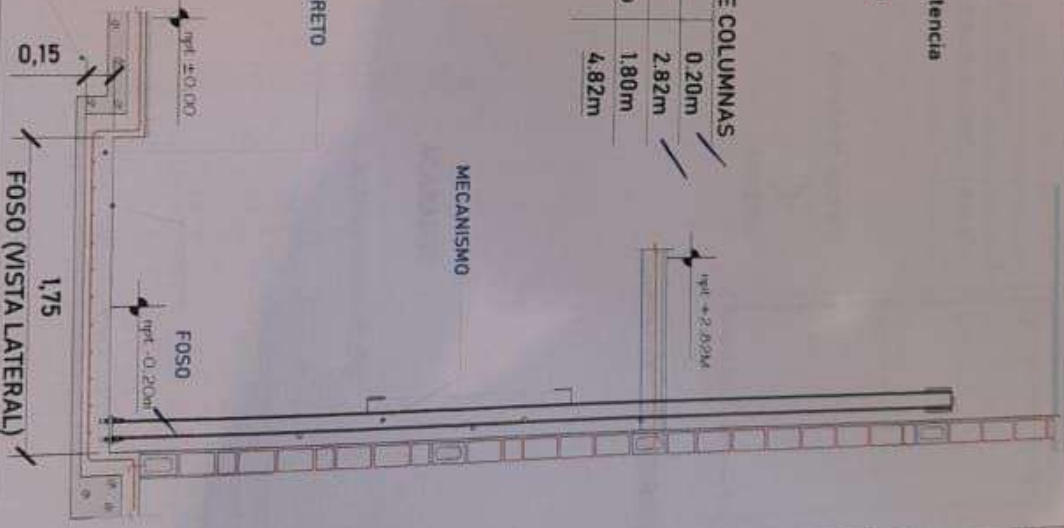 tencia
E COLUMNAS
0.20m
2.82m
1.80m
4.82m
RETO
npt ±0.00
0,15
MECANISMO
npt +2.82M
FOSO
npt -0.20m
1,75
FOSO (VISTA LATERAL)